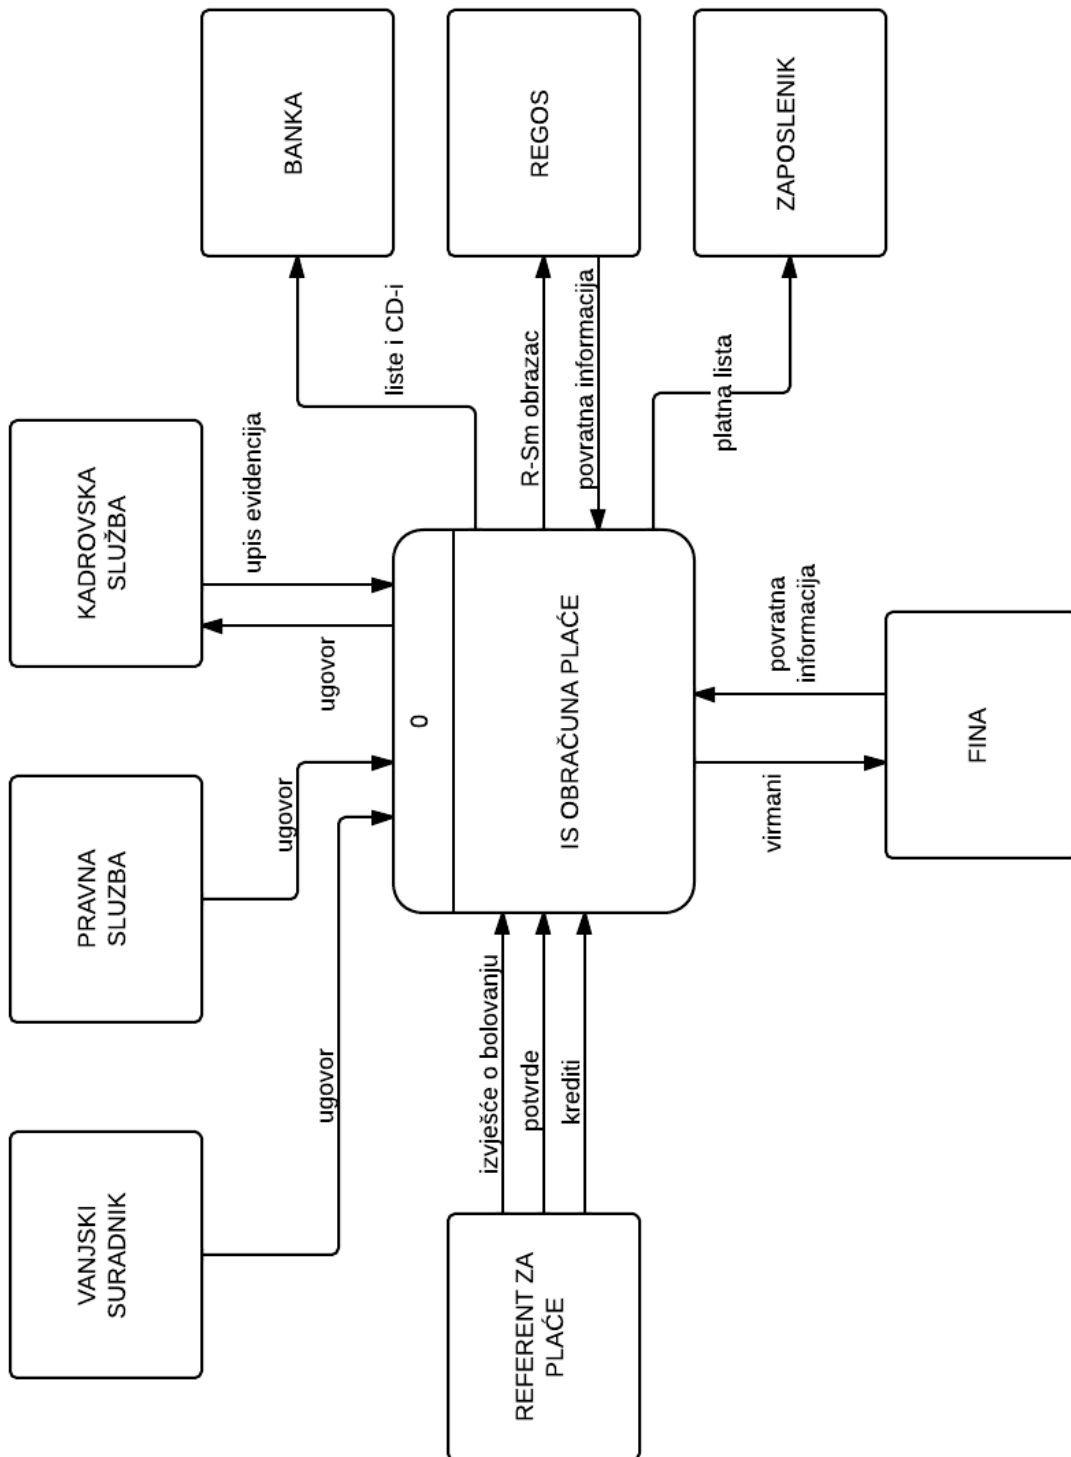 VANJSKI
SURADNIK
PRAVNA
SLUZBA
KADROVSKA
SLUŽBA
ugovor
ugovor
ugovor
upis evidencija
liste i CD-i
BANKA
REFERENT ZA
PLAĆE
izvješće o bolovanju
potvrde
krediti
0
IS OBRAČUNA PLAĆE
R-Sm obrazac
povratna informacija
REGOS
platna lista
ZAPOSLENIK
virmani
povratna
informacija
FINA